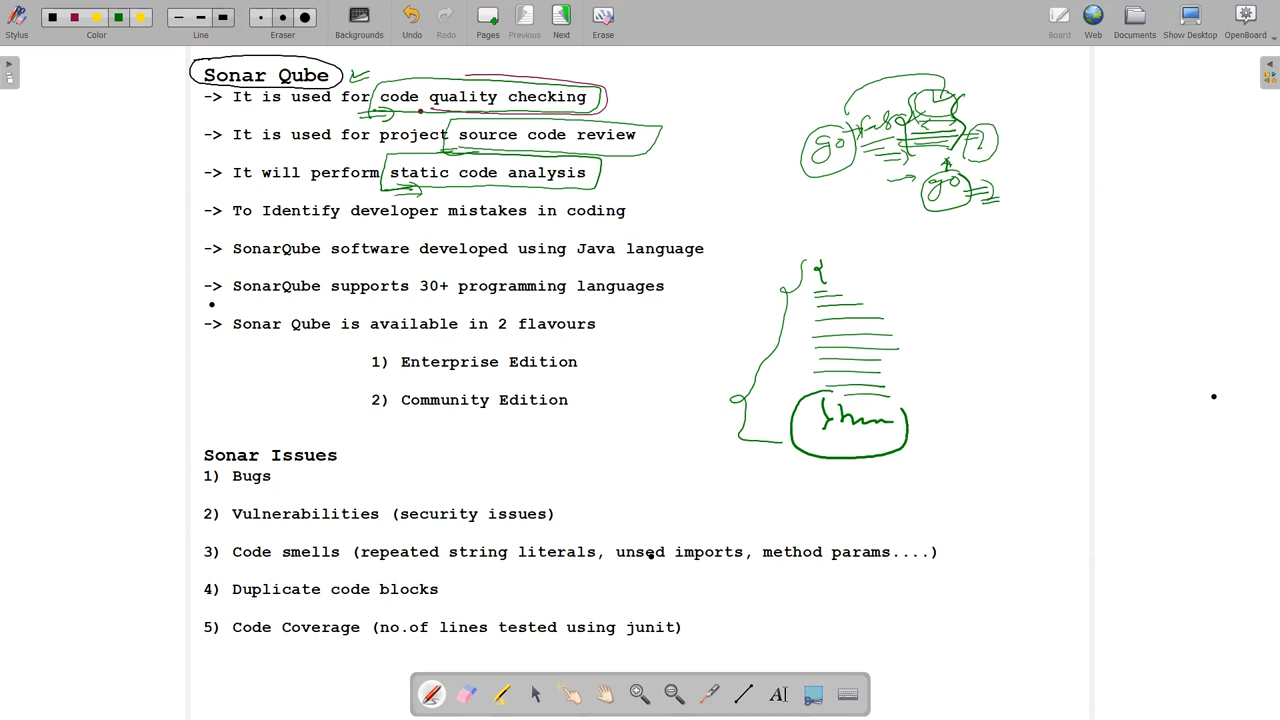 Stylus
Color
Line
Eraser
Backgrounds
Undo
Redo
Pages
Previous
Next
Erase
Board
Web
Documents
Show Desktop
OpenBoard
Sonar Qube
-> It is used for code quality checking
-> It is used for project source code review
-> It will perform static code analysis
-> To Identify developer mistakes in coding
-> SonarQube software developed using Java language
-> SonarQube supports 30+ programming languages
-> Sonar Qube is available in 2 flavours
1) Enterprise Edition
2) Community Edition
go
go
Sonar Issues
1) Bugs
2) Vulnerabilities (security issues)
3) Code smells (repeated string literals, unsed imports, method params....)
4) Duplicate code blocks
5) Code Coverage (no.of lines tested using junit)